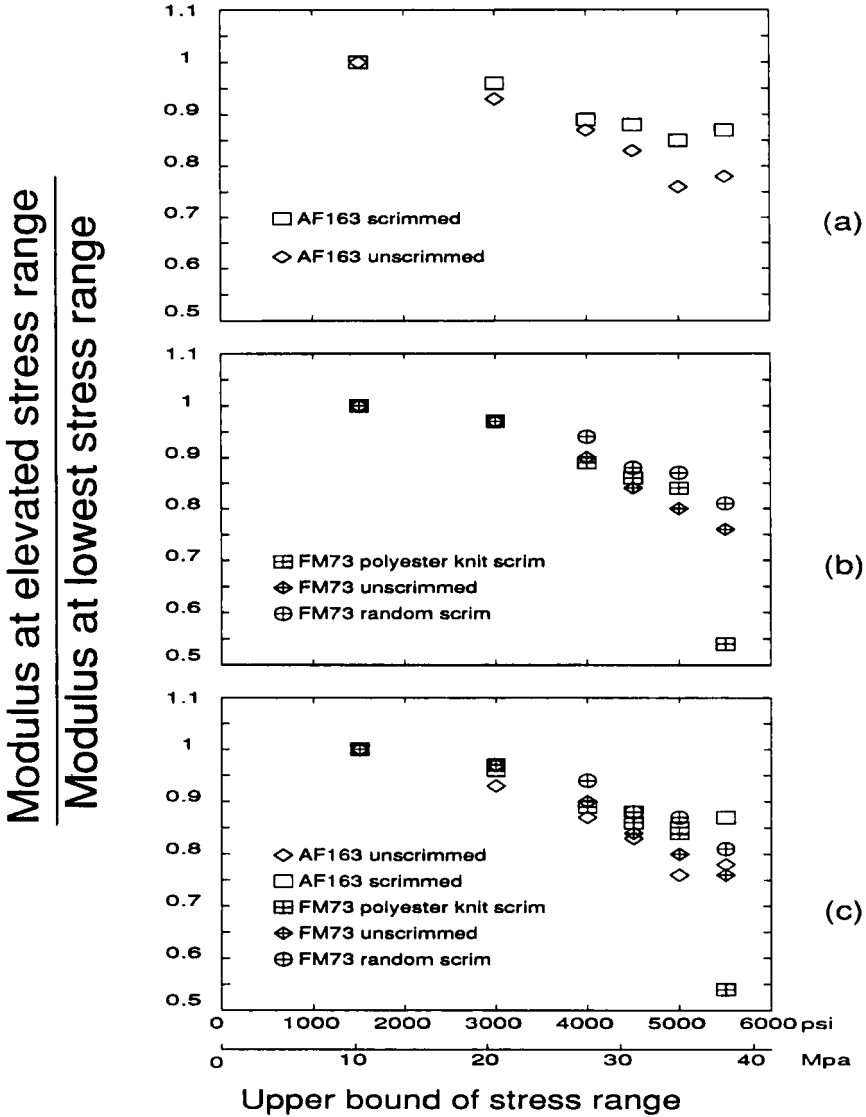 Modulus at elevated stress range
Modulus at lowest stress range
1.1
1
0.9
0.8
0.7
0.6
0.5
AF163 scrimmed
AF163 unscrimmed
(a)
1.1
1
0.9
0.8
0.7
0.6
0.5
FM73 polyester knit scrim
FM73 unscrimmed
FM73 random scrim
(b)
1.1
1
0.9
0.8
0.7
0.6
0.5
AF163 unscrimmed
AF163 scrimmed
FM73 polyester knit scrim
FM73 unscrimmed
FM73 random scrim
(c)
0 1000 2000 3000 4000 5000 6000 psi
0 10 20 30 40 Mpa
Upper bound of stress range